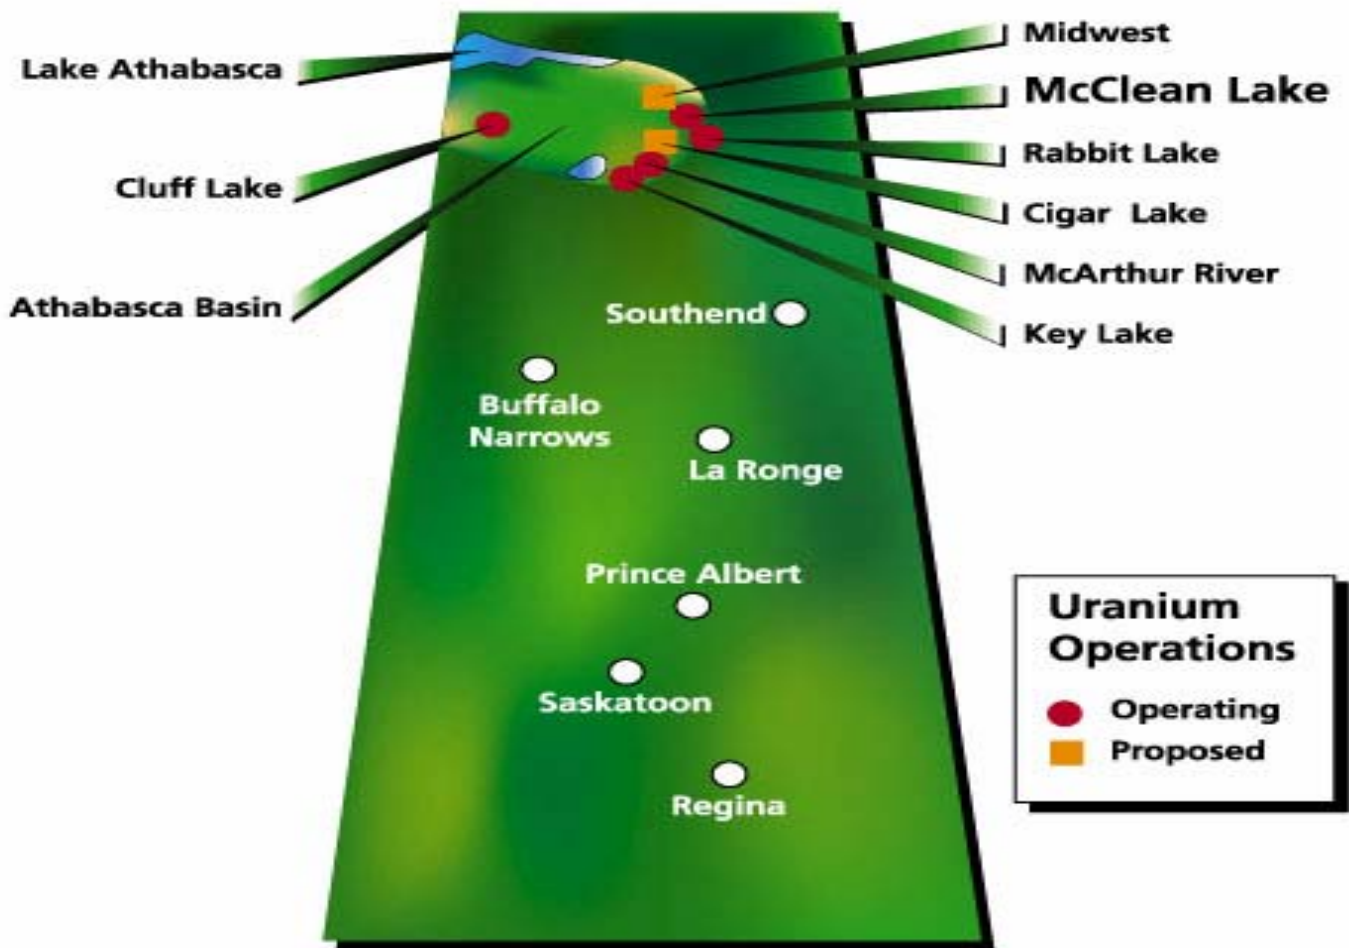 Lake Athabasca
Cluff Lake
Athabasca Basin
Midwest
McClean Lake
Rabbit Lake
Cigar Lake
McArthur River
Key Lake
Southend
Buffalo
Narrows
La Ronge
Prince Albert
Saskatoon
Regina
Uranium
Operations
Operating
Proposed